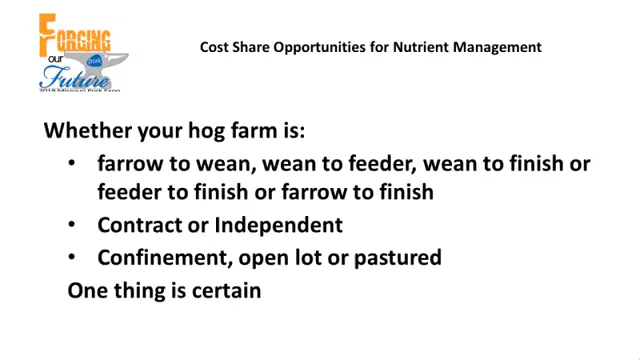 FORGING
our
pork
Future
2018 Missouri Pork Expo
Cost Share Opportunities for Nutrient Management
Whether your hog farm is:
• farrow to wean, wean to feeder, wean to finish or
feeder to finish or farrow to finish
• Contract or Independent
• Confinement, open lot or pastured
One thing is certain